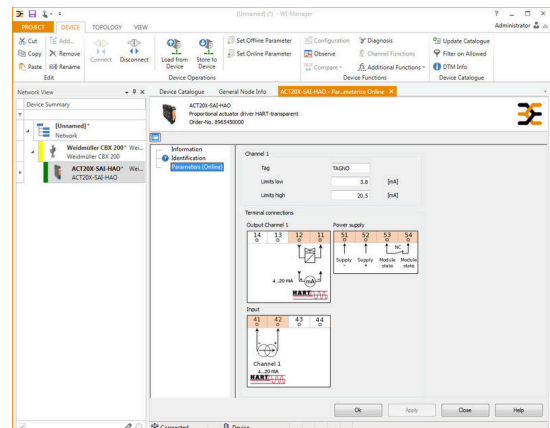 [Unnamed] (*) - WI-Manager
PROJECT DEVICE TOPOLOGY VIEW Administrator
Cut Add... Set Offline Parameter Configuration Diagnosis Update Catalogue
Copy Remove Connect Disconnect Load from Device Store to Device Set Online Parameter Observe Channel Functions Filter on Allowed
Paste Rename Compare Additional Functions DTM Info
Edit Device Operations Device Functions Device Catalogue
Network View
Device Catalogue General Node Info ACT20X-SAI-HAO - Par...meterize Online
Device Summary
[Unnamed]*
Network
Weidmüller CBX 200* Wei...
Weidmüller CBX 200
ACT20X-SAI-HAO* Wei...
ACT20X-SAI-HAO
ACT20X-SAI-HAO
Proportional actuator driver HART-transparent
Order-No. 8965450000
Information
Identification
Parameters (Online)
Channel 1
Tag TAGNO
Limits low 3.8 [mA]
Limits high 20.5 [mA]
Terminal connections
Output Channel 1 Power supply
14 13 12 11 51 52 53 54
NC
Supply - Supply + Module state Module state
4...20 mA mA
HART
Input
41 42 43 44
Channel 1
4...20 mA
HART
Ok Apply Close Help
Connected Device